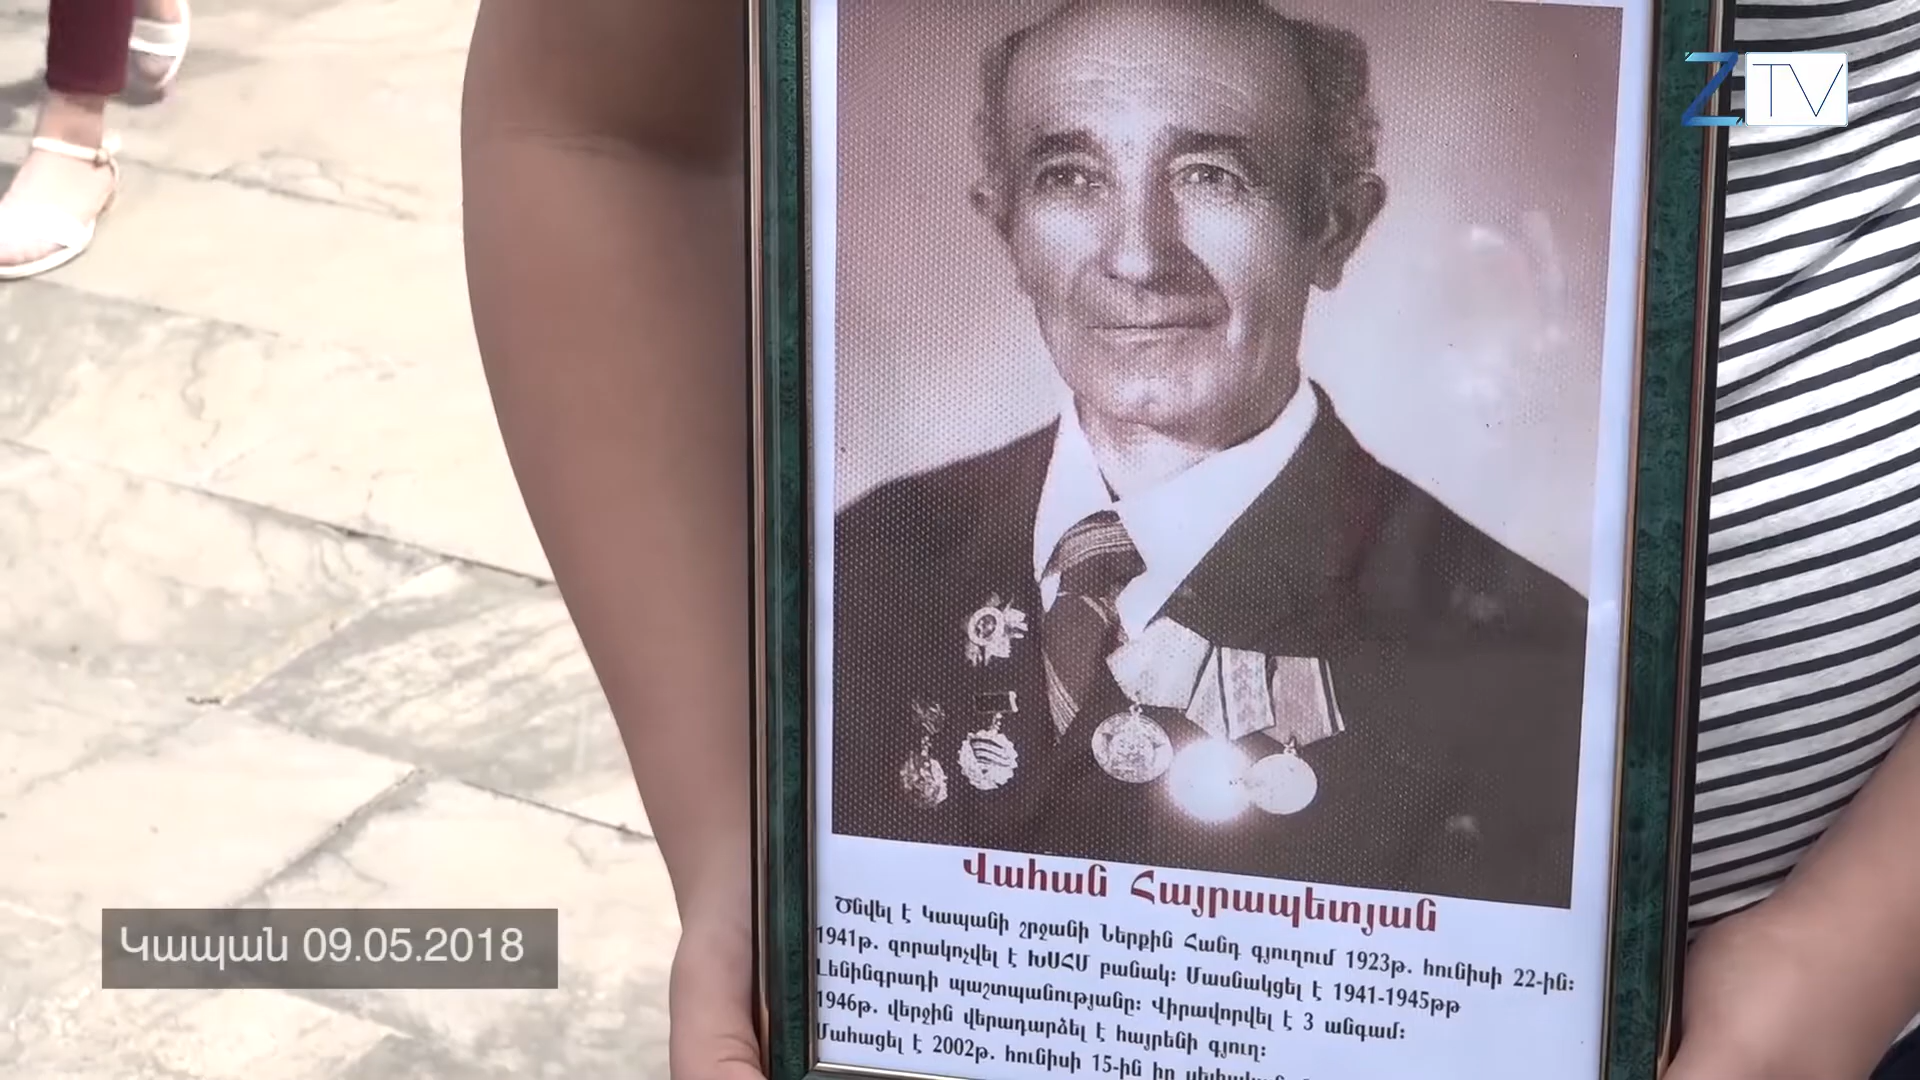 Z TV
Վահան Հայրապետյան
Ծնվել է Կապանի շրջանի Ներքին Հանդ գյուղում 1923թ. հունիսի 22-ին:
1941թ. զորակոչվել է ԽՍՀՄ բանակ: Մասնակցել է 1941-1945թթ
Լենինգրադի պաշտպանությանը: Վիրավորվել է 3 անգամ:
1946թ. վերջին վերադարձել է հայրենի գյուղ:
Մահացել է 2002թ. հունիսի 15-ին իր
Կապան 09.05.2018